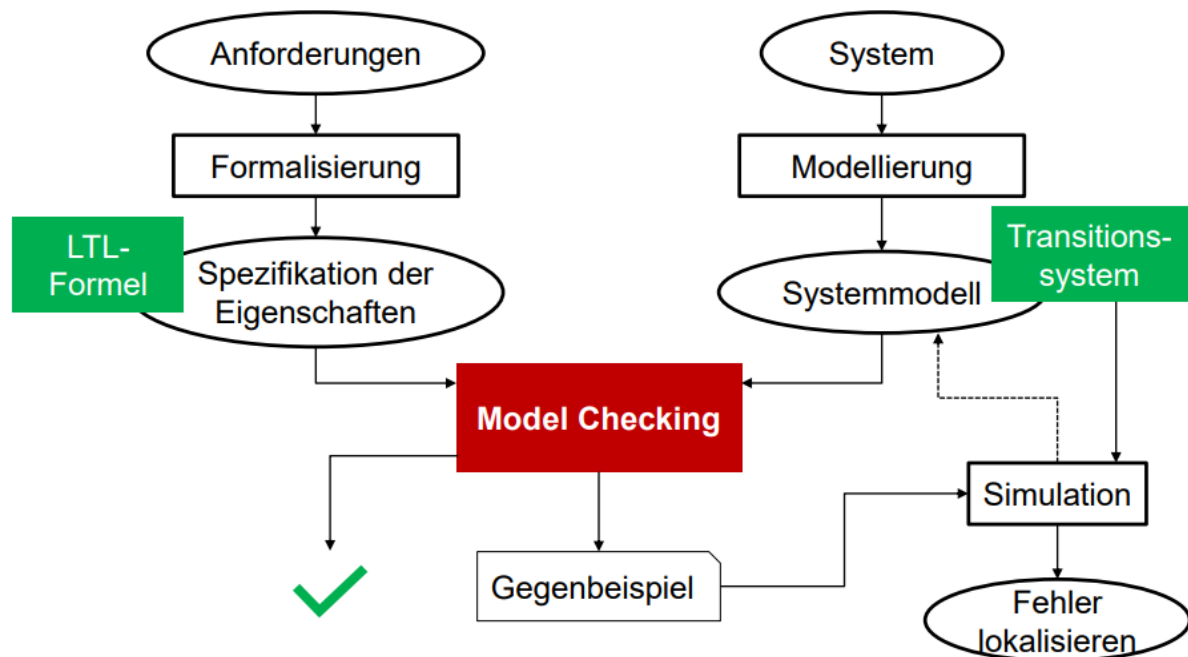 Anforderungen
System
Formalisierung
Modellierung
LTL-
Formel
Spezifikation der
Eigenschaften
Systemmodell
Transitions-
system
Model Checking
Simulation
Gegenbeispiel
Fehler
lokalisieren